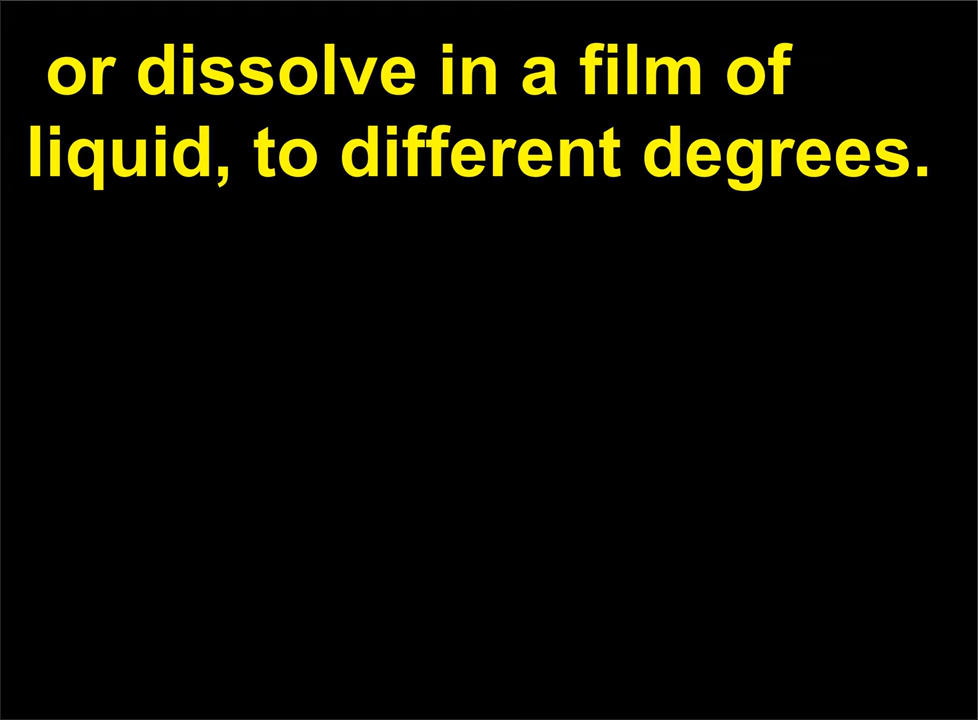 or dissolve in a film of
liquid, to different degrees.